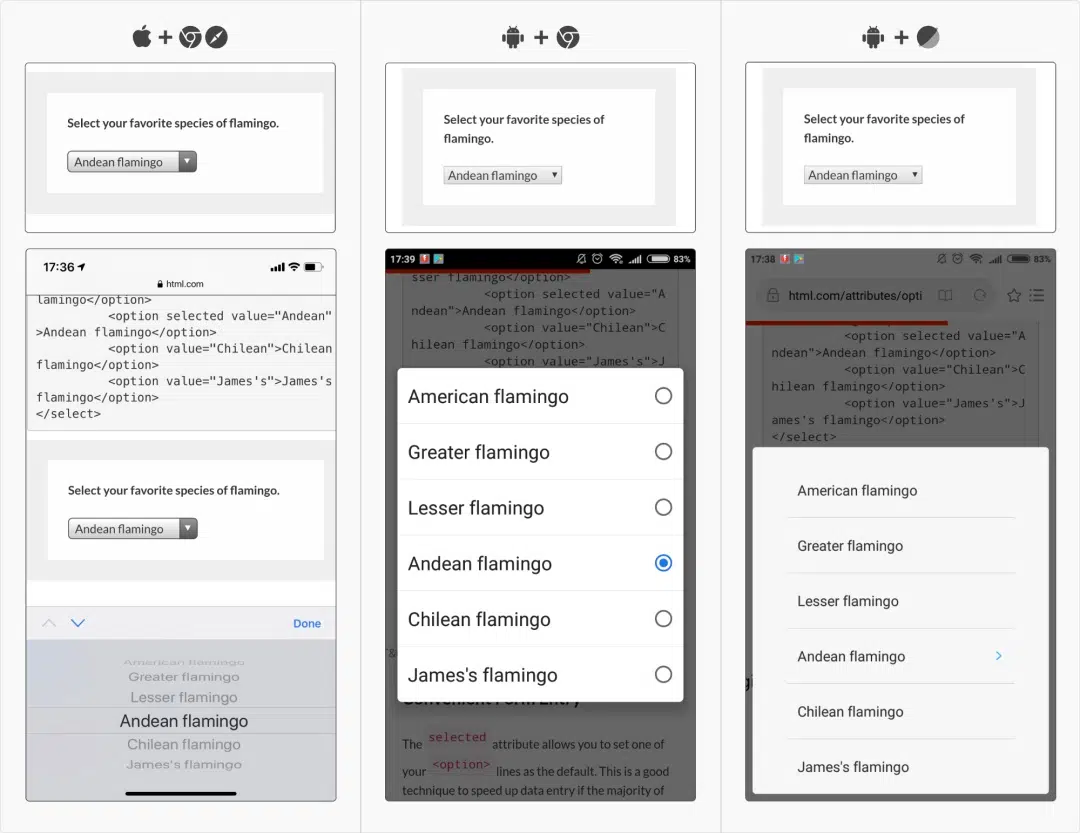 Select your favorite species of flamingo.
Andean flamingo
17:36
html.com
lamingo</option>
<option selected value="Andean"
>Andean flamingo</option>
<option value="Chilean">Chilean
flamingo</option>
<option value="James's">James's
flamingo</option>
</select>
Select your favorite species of flamingo.
Andean flamingo
Done
American flamingo
Greater flamingo
Lesser flamingo
Andean flamingo
Chilean flamingo
James's flamingo
Select your favorite species of
flamingo.
Andean flamingo
17:39 83%
sser flamingo</option>
<option selected value="A
ndean">Andean flamingo</option>
<option value="Chilean">C
hilean flamingo</option>
<option value="James's">J
American flamingo
Greater flamingo
Lesser flamingo
Andean flamingo
Chilean flamingo
James's flamingo
Convenient Form Entry
The selected attribute allows you to set one of
your <option> lines as the default. This is a good
technique to speed up data entry if the majority of
Select your favorite species of
flamingo.
Andean flamingo
17:38 83%
html.com/attributes/opti
<option selected value="A
ndean">Andean flamingo</option>
<option value="Chilean">C
hilean flamingo</option>
<option value="James's">J
ames's flamingo</option>
</select>
American flamingo
Greater flamingo
Lesser flamingo
Andean flamingo
Chilean flamingo
James's flamingo